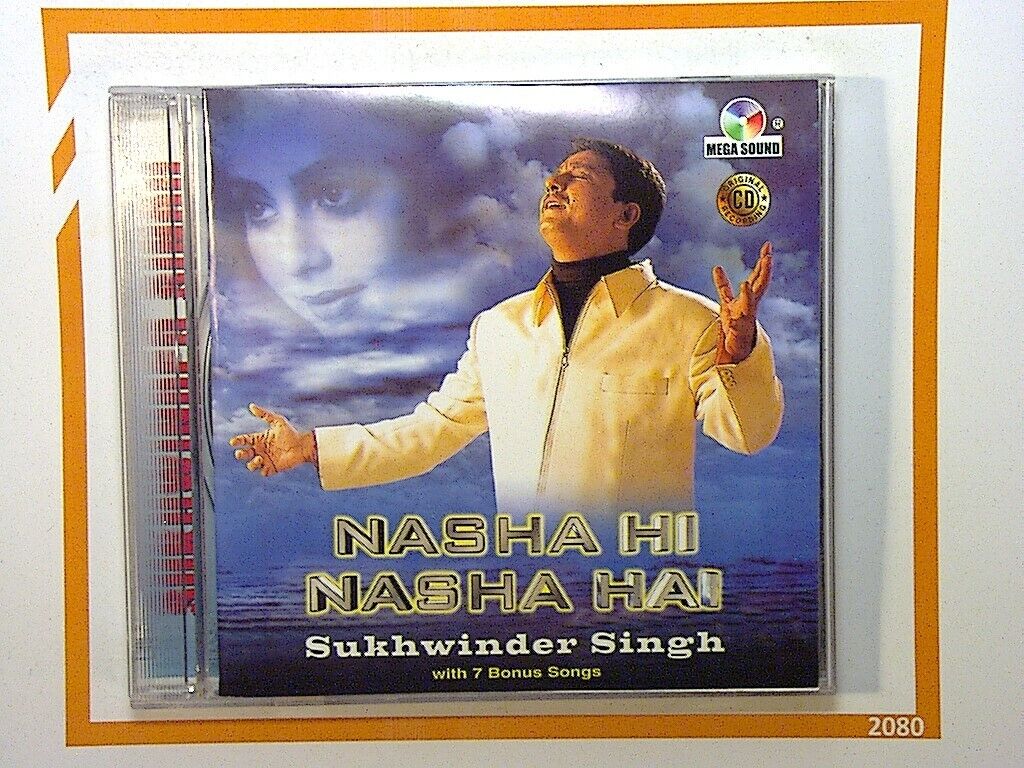 MEGA SOUND
®
ORIGINAL
CD
RECORDING
NASHA HI
NASHA HAI
Sukhwinder Singh
with 7 Bonus Songs
2080